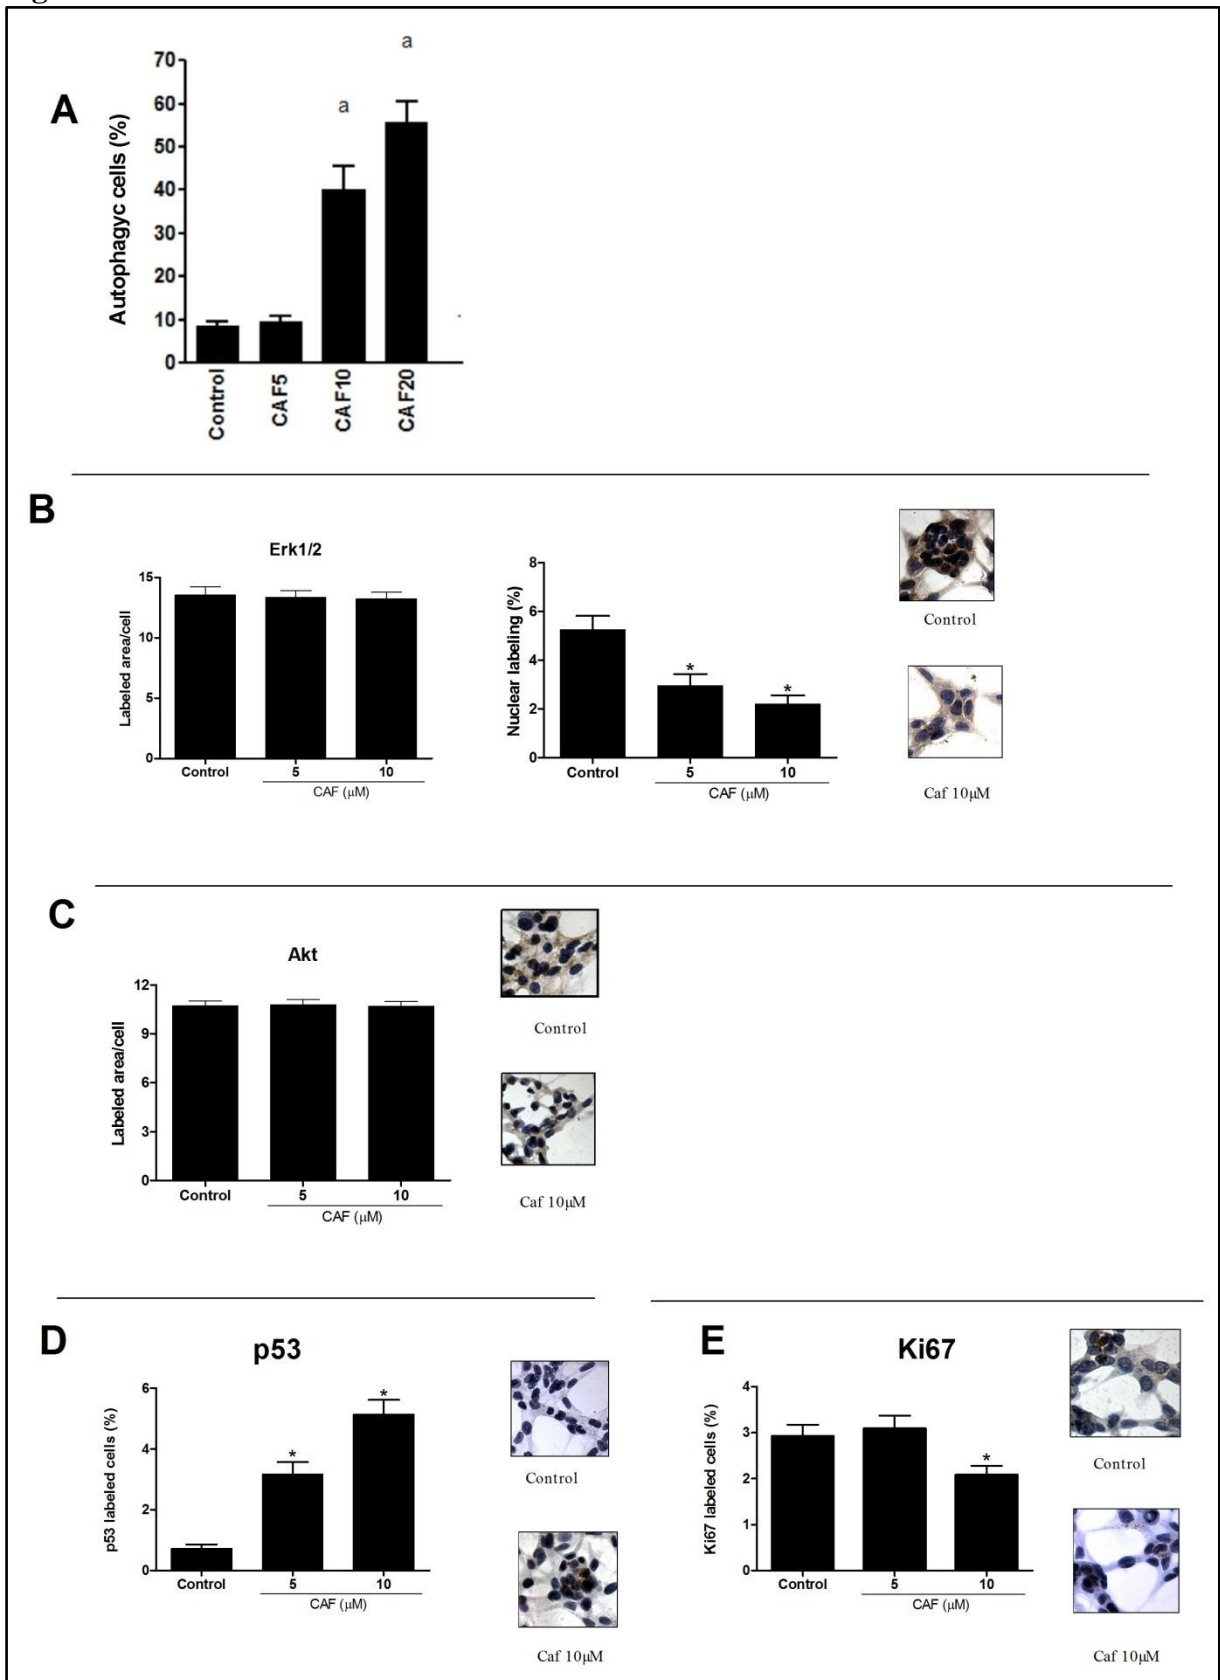 a
a
A
Autophagyc cells (%)
70
60
50
40
30
20
10
0
Control
CAF5
CAF10
CAF20
B
Erk1/2
Labeled area/cell
15
10
5
0
Control
5
10
CAF (μM)
Nuclear labeling (%)
8
6
4
2
0
*
*
Control
5
10
CAF (μM)
Control
Caf 10μM
C
Akt
Labeled area/cell
12
9
6
3
0
Control
5
10
CAF (μM)
Control
Caf 10μM
D
p53
p53 labeled cells (%)
6
4
2
0
*
*
Control
5
10
CAF (μM)
Control
Caf 10μM
E
Ki67
Ki67 labeled cells (%)
4
3
2
1
0
*
Control
5
10
CAF (μM)
Control
Caf 10μM